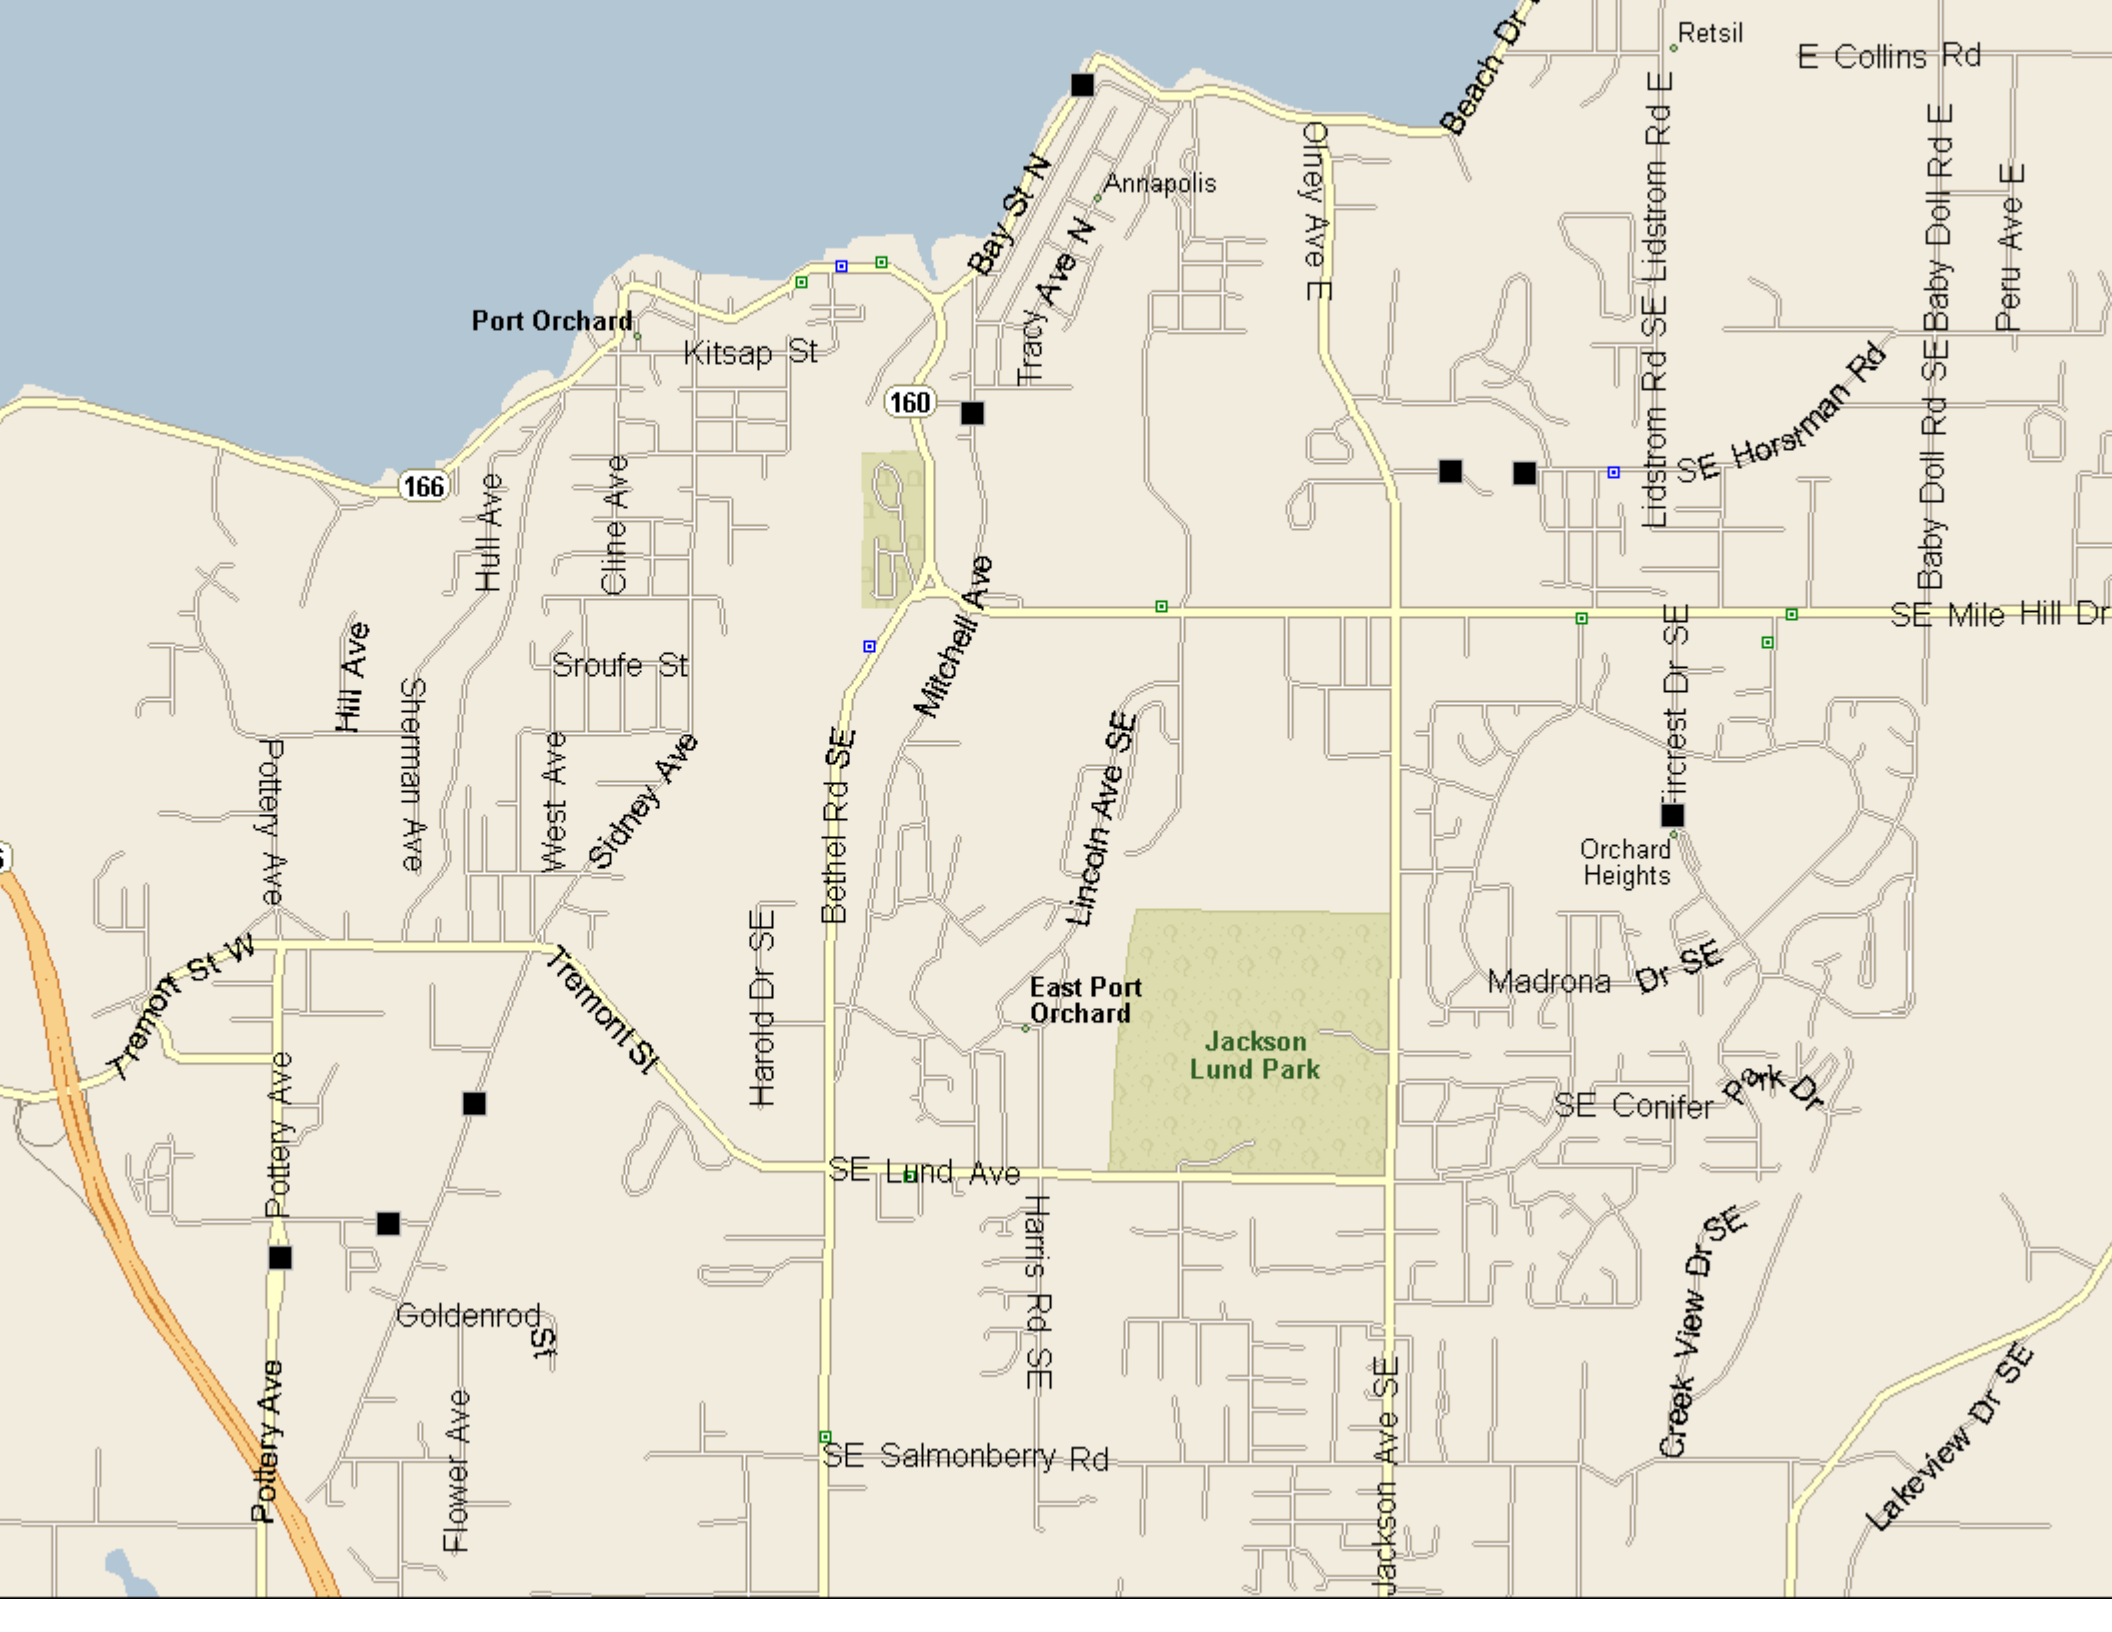 Retsil
E Collins Rd
Beach Dr
Lidstrom Rd E
Baby Doll Rd E
Peru Ave E
Olney Ave E
Annapolis
Bay St N
Tracy Ave N
Port Orchard
Kitsap St
160
Lidstrom Rd SE
Baby Doll Rd SE
SE Horstman Rd
166
Hull Ave
Cline Ave
Mitchell Ave
SE Mile Hill Dr
Hill Ave
Sroufe St
Sherman Ave
Fircrest Dr SE
Lincoln Ave SE
Pottery Ave
West Ave
Sidney Ave
Bethel Rd SE
Orchard
Heights
Tremont St W
Tremont St
Harold Dr SE
East Port
Orchard
Madrona Dr SE
Jackson
Lund Park
Pottery Ave
SE Conifer Park Dr
SE Lund Ave
Harris Rd SE
Creek View Dr SE
Goldenrod St
Pottery Ave
Flower Ave
Jackson Ave SE
SE Salmonberry Rd
Lakeview Dr SE